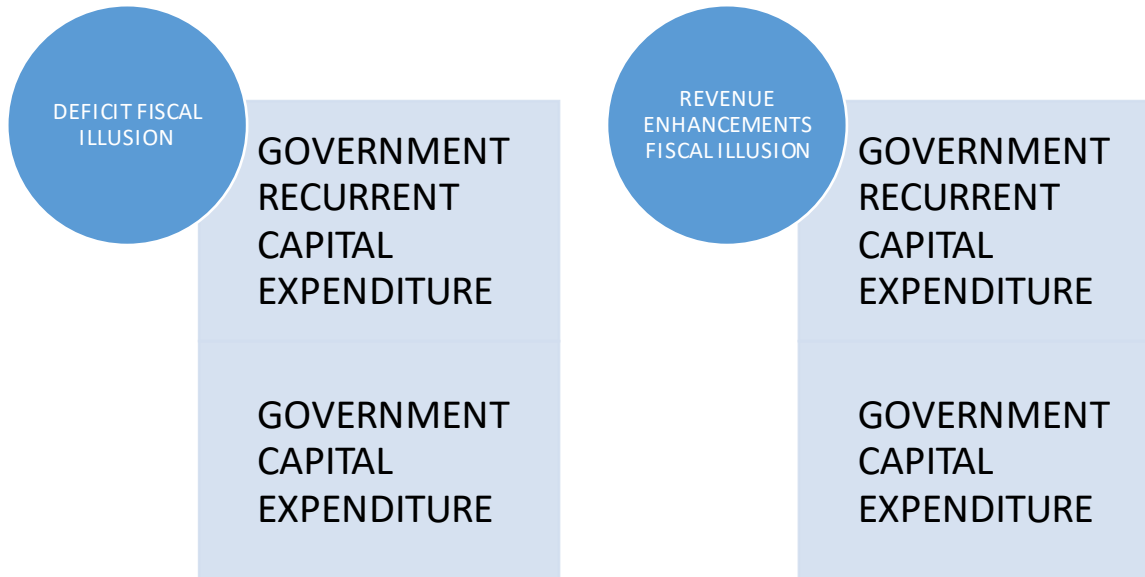 DEFICIT FISCAL
ILLUSION
GOVERNMENT
RECURRENT
CAPITAL
EXPENDITURE
GOVERNMENT
CAPITAL
EXPENDITURE
REVENUE
ENHANCEMENTS
FISCAL ILLUSION
GOVERNMENT
RECURRENT
CAPITAL
EXPENDITURE
GOVERNMENT
CAPITAL
EXPENDITURE